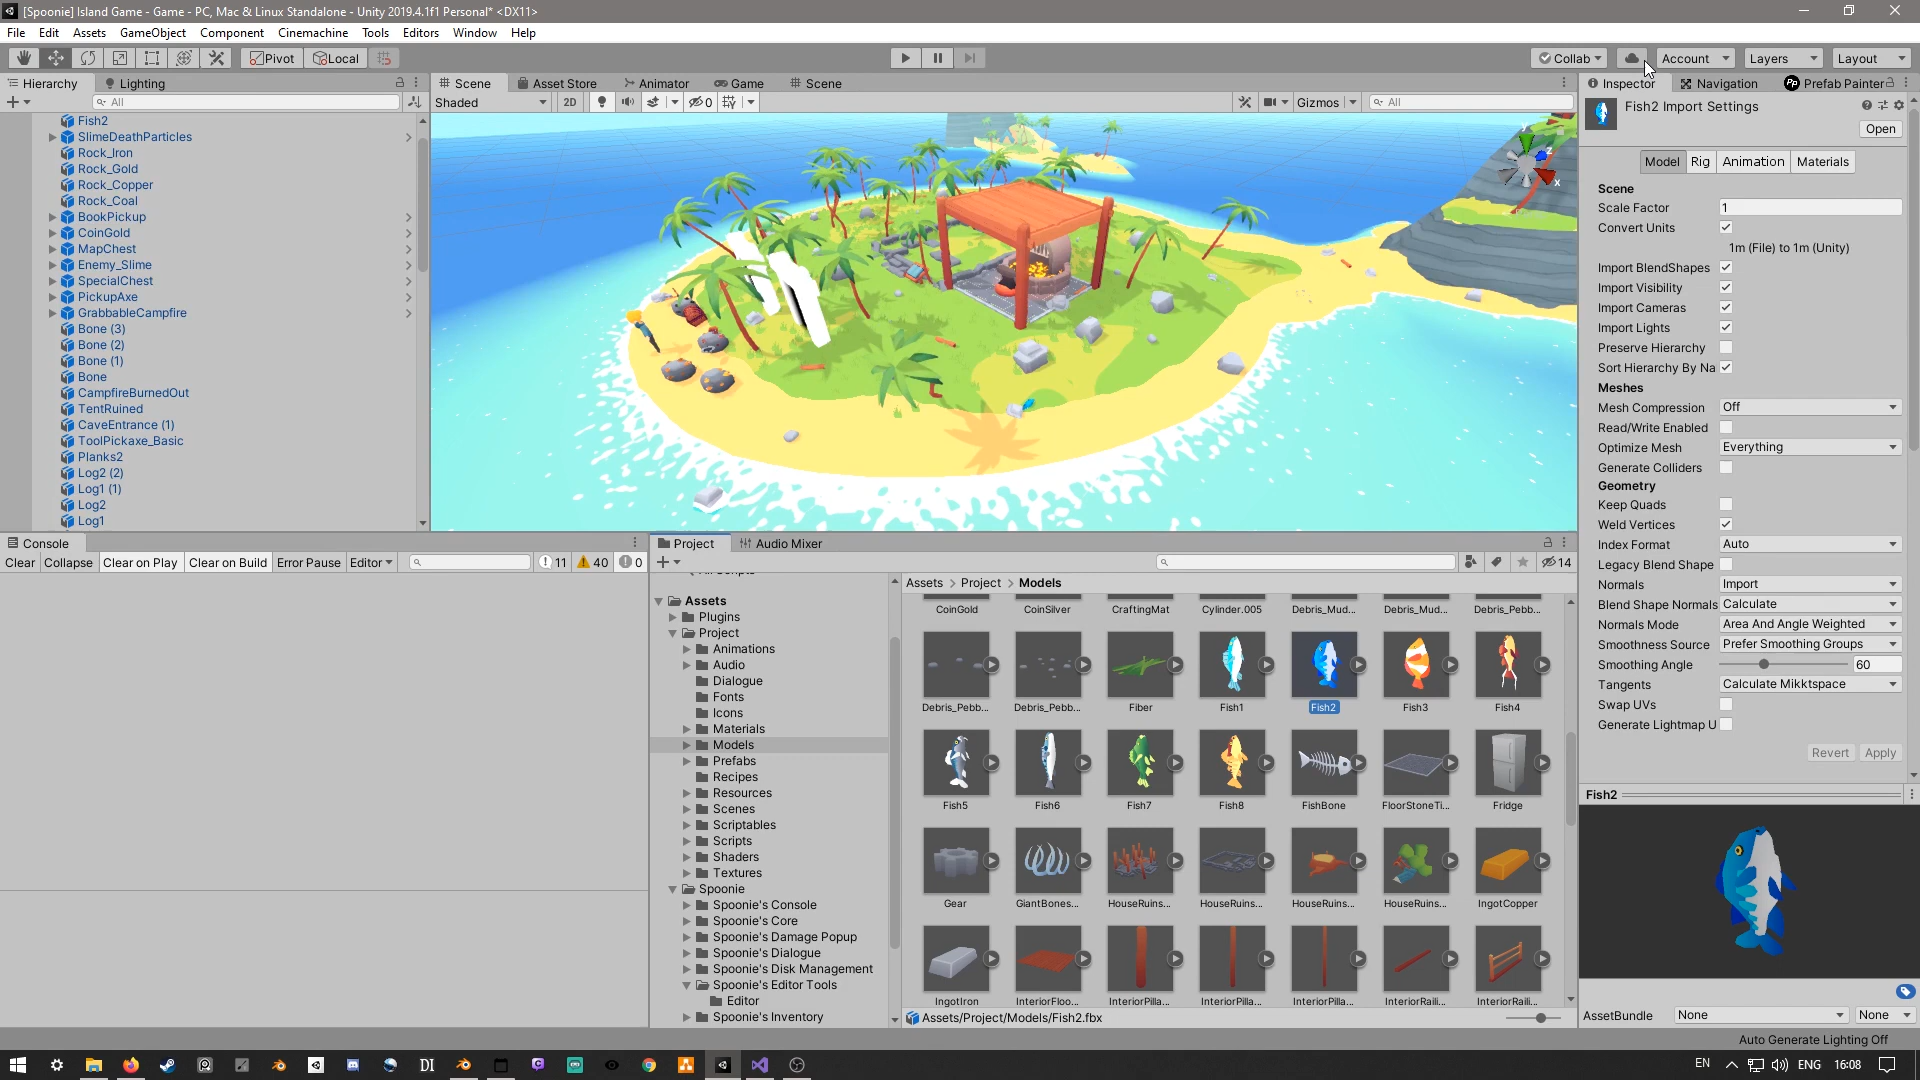 [Spoonie] Island Game - Game - PC, Mac & Linux Standalone - Unity 2019.4.1f1 Personal* <DX11>
File Edit Assets GameObject Component Cinemachine Tools Editors Window Help
Pivot Local Collab Account Layers Layout
Hierarchy Lighting
All
Fish2
SlimeDeathParticles
Rock_Iron
Rock_Gold
Rock_Copper
Rock_Coal
BookPickup
CoinGold
MapChest
Enemy_Slime
SpecialChest
PickupAxe
GrabbableCampfire
Bone (3)
Bone (2)
Bone (1)
Bone
CampfireBurnedOut
TentRuined
CaveEntrance (1)
ToolPickaxe_Basic
Planks2
Log2 (2)
Log1 (1)
Log2
Log1
Scene Asset Store Animator Game Scene
Shaded 2D 0 Gizmos All
y
z
x
Inspector Navigation Prefab Painter
Fish2 Import Settings
Open
Model Rig Animation Materials
Scene
Scale Factor 1
Convert Units
1m (File) to 1m (Unity)
Import BlendShapes
Import Visibility
Import Cameras
Import Lights
Preserve Hierarchy
Sort Hierarchy By Na
Meshes
Mesh Compression Off
Read/Write Enabled
Optimize Mesh Everything
Generate Colliders
Geometry
Keep Quads
Weld Vertices
Index Format Auto
Legacy Blend Shape
Normals Import
Blend Shape Normals Calculate
Normals Mode Area And Angle Weighted
Smoothness Source Prefer Smoothing Groups
Smoothing Angle 60
Tangents Calculate Mikktspace
Swap UVs
Generate Lightmap U
Revert Apply
Fish2
AssetBundle None None
Auto Generate Lighting Off
Console
Clear Collapse Clear on Play Clear on Build Error Pause Editor 11 40 0
Project Audio Mixer
14
Assets
Plugins
Project
Animations
Audio
Dialogue
Fonts
Icons
Materials
Models
Prefabs
Recipes
Resources
Scenes
Scriptables
Scripts
Shaders
Textures
Spoonie
Spoonie's Console
Spoonie's Core
Spoonie's Damage Popup
Spoonie's Dialogue
Spoonie's Disk Management
Spoonie's Editor Tools
Editor
Spoonie's Inventory
Assets Project Models
CoinGold CoinSilver CraftingMat Cylinder.005 Debris_Mud... Debris_Mud... Debris_Pebb...
Debris_Pebb... Debris_Pebb... Fiber Fish1 Fish2 Fish3 Fish4
Fish5 Fish6 Fish7 Fish8 FishBone FloorStoneTi... Fridge
Gear GiantBones... HouseRuins... HouseRuins... HouseRuins... HouseRuins... IngotCopper
IngotIron InteriorFloo... InteriorPilla... InteriorPilla... InteriorPilla... InteriorRaili... InteriorRaili...
Assets/Project/Models/Fish2.fbx
DI EN ENG 16:08